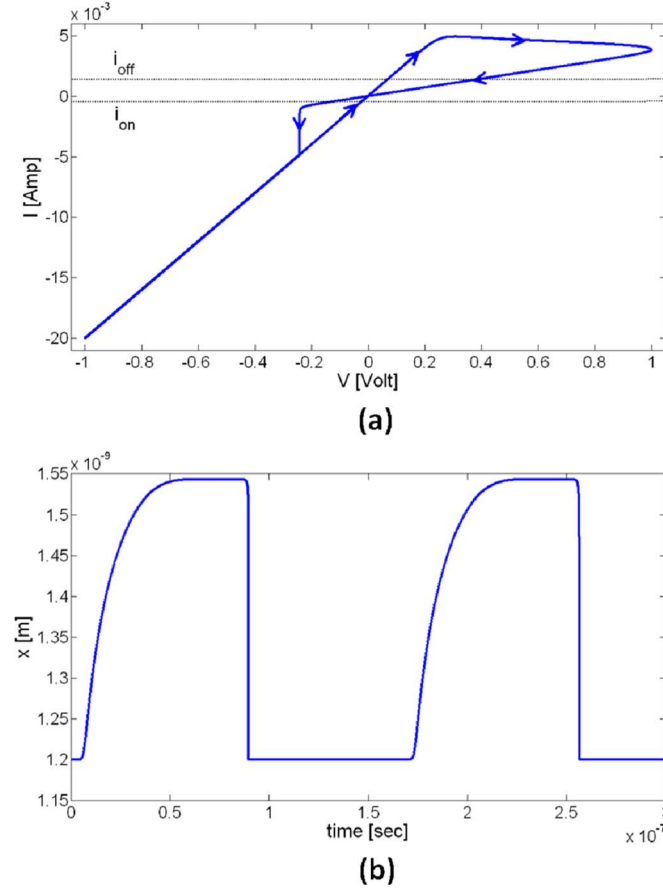 x 10⁻³
5
0
-5
-10
-15
-20
i_off
i_on
I [Amp]
-1 -0.8 -0.6 -0.4 -0.2 0 0.2 0.4 0.6 0.8 1
V [Volt]
(a)
x 10⁻⁹
1.55
1.5
1.45
1.4
1.35
1.3
1.25
1.2
1.15
x [m]
0 0.5 1 1.5 2 2.5 3
time [sec]
x 10⁻⁷
(b)